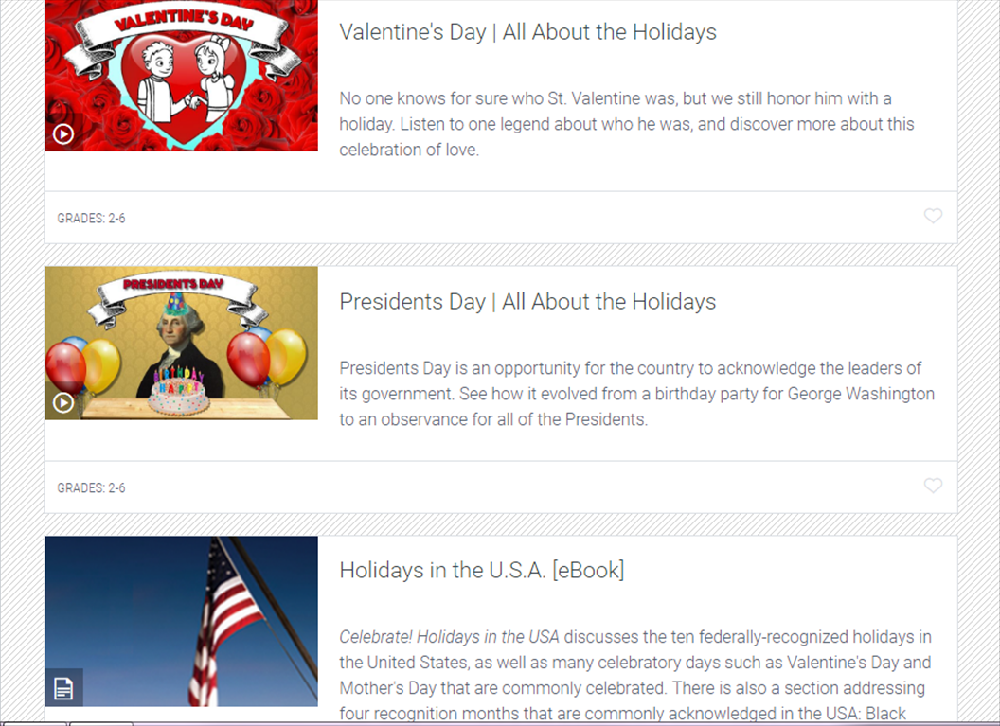 VALENTINE'S DAY
Valentine's Day | All About the Holidays
No one knows for sure who St. Valentine was, but we still honor him with a
holiday. Listen to one legend about who he was, and discover more about this
celebration of love.
GRADES: 2-6
PRESIDENTS DAY
BIRTHDAY
HAPPY
Presidents Day | All About the Holidays
Presidents Day is an opportunity for the country to acknowledge the leaders of
its government. See how it evolved from a birthday party for George Washington
to an observance for all of the Presidents.
GRADES: 2-6
Holidays in the U.S.A. [eBook]
Celebrate! Holidays in the USA discusses the ten federally-recognized holidays in
the United States, as well as many celebratory days such as Valentine's Day and
Mother's Day that are commonly celebrated. There is also a section addressing
four recognition months that are commonly acknowledged in the USA: Black